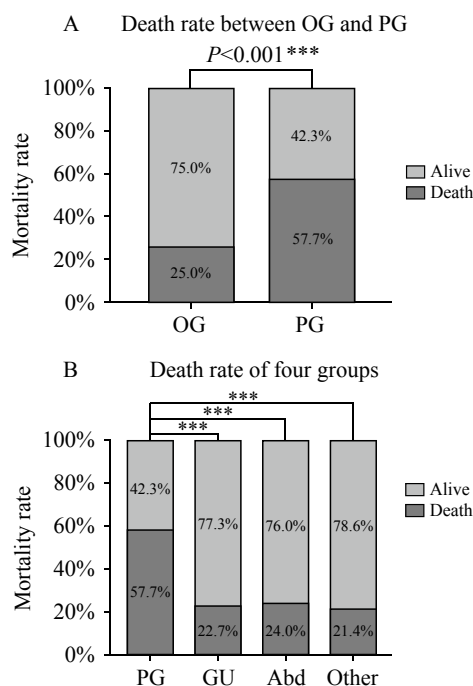 A Death rate between OG and PG
P<0.001 ***
100%
80%
60%
40%
20%
0%
Mortality rate
75.0%
25.0%
42.3%
57.7%
OG PG
Alive
Death
B Death rate of four groups
***
***
***
100%
80%
60%
40%
20%
0%
Mortality rate
42.3%
57.7%
77.3%
22.7%
76.0%
24.0%
78.6%
21.4%
PG GU Abd Other
Alive
Death